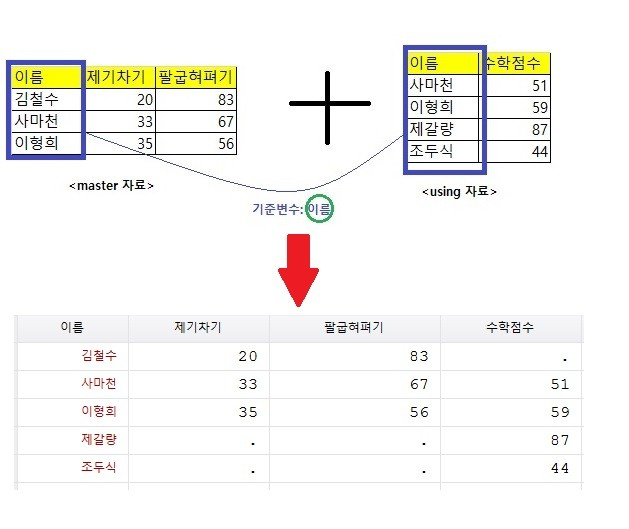 이름 제기차기 팔굽혀펴기
김철수 20 83
사마천 33 67
이형희 35 56
<master 자료>
이름 수학점수
사마천 51
이형희 59
제갈량 87
조두식 44
<using 자료>
기준변수: 이름
이름 제기차기 팔굽혀펴기 수학점수
김철수 20 83 .
사마천 33 67 51
이형희 35 56 59
제갈량 . . 87
조두식 . . 44